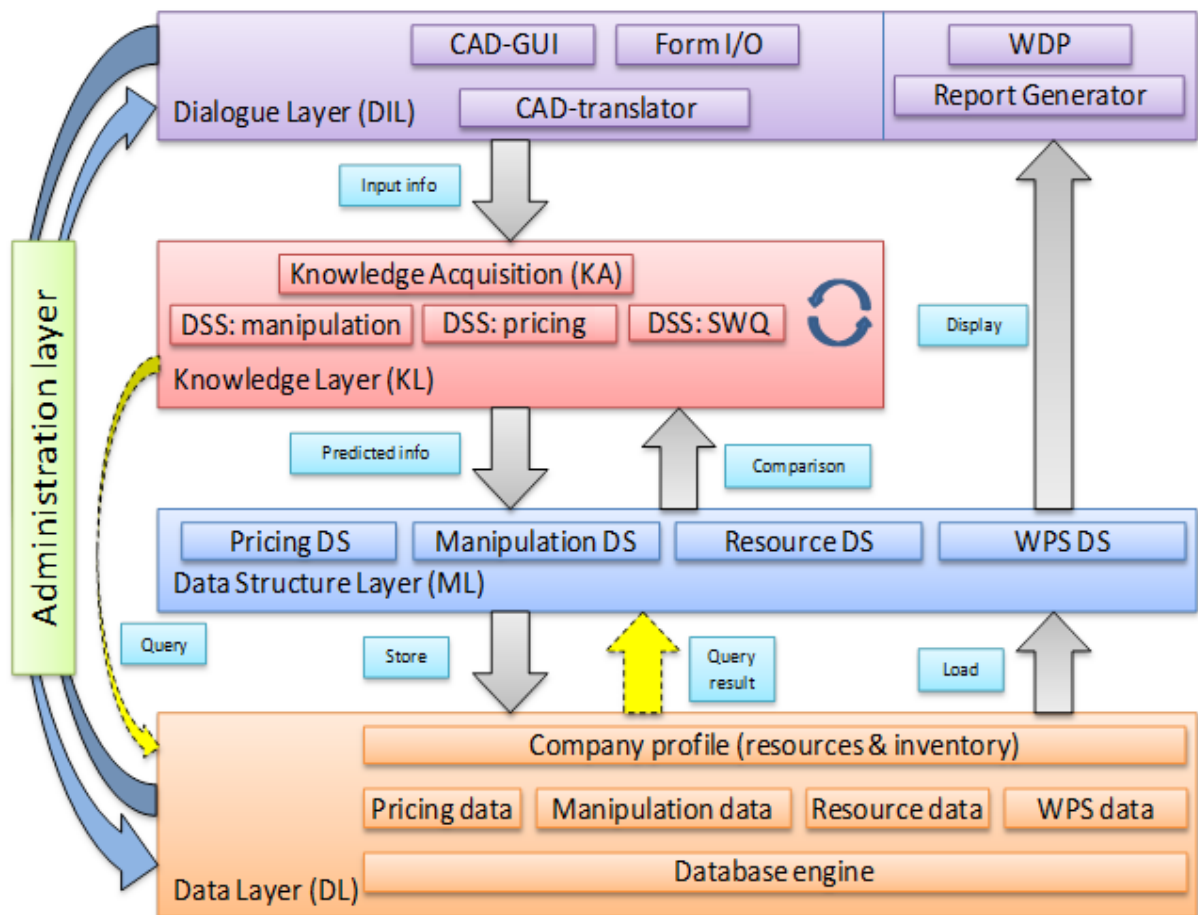 CAD-GUI
Form I/O
WDP
Report Generator
CAD-translator
Dialogue Layer (DIL)
Input info
Knowledge Acquisition (KA)
DSS: manipulation
DSS: pricing
DSS: SWQ
Knowledge Layer (KL)
Display
Administration layer
Predicted info
Comparison
Pricing DS
Manipulation DS
Resource DS
WPS DS
Data Structure Layer (ML)
Query
Store
Query
result
Load
Company profile (resources & inventory)
Pricing data
Manipulation data
Resource data
WPS data
Database engine
Data Layer (DL)